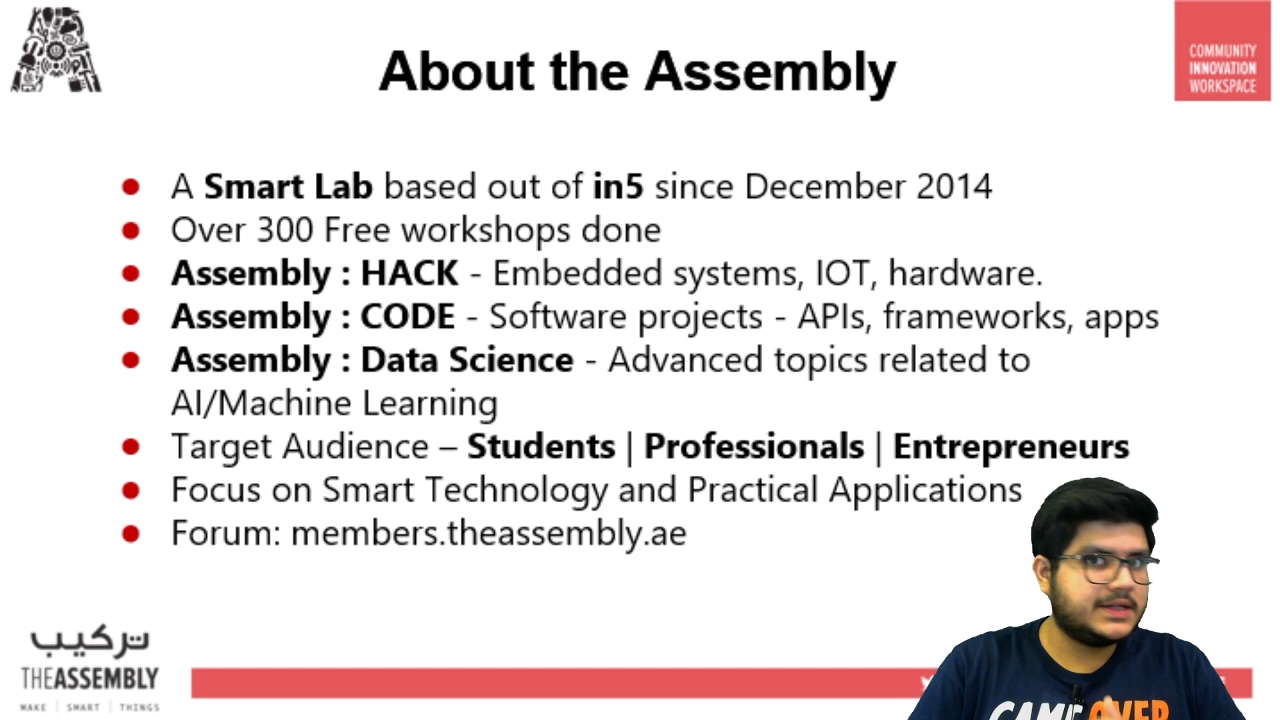 COMMUNITY
INNOVATION
WORKSPACE
About the Assembly
A Smart Lab based out of in5 since December 2014
Over 300 Free workshops done
Assembly : HACK - Embedded systems, IOT, hardware.
Assembly : CODE - Software projects - APIs, frameworks, apps
Assembly : Data Science - Advanced topics related to
AI/Machine Learning
Target Audience – Students | Professionals | Entrepreneurs
Focus on Smart Technology and Practical Applications
Forum: members.theassembly.ae
تركيب
THEASSEMBLY
MAKE | SMART | THINGS
GAME OVER